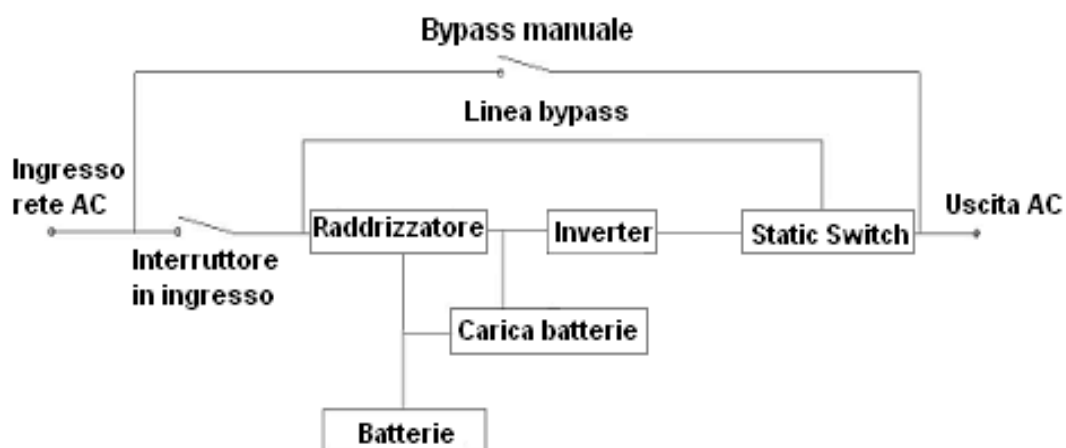 Bypass manuale
Linea bypass
Ingresso
rete AC
Interruttore
in ingresso
Raddrizzatore
Inverter
Static Switch
Uscita AC
Carica batterie
Batterie